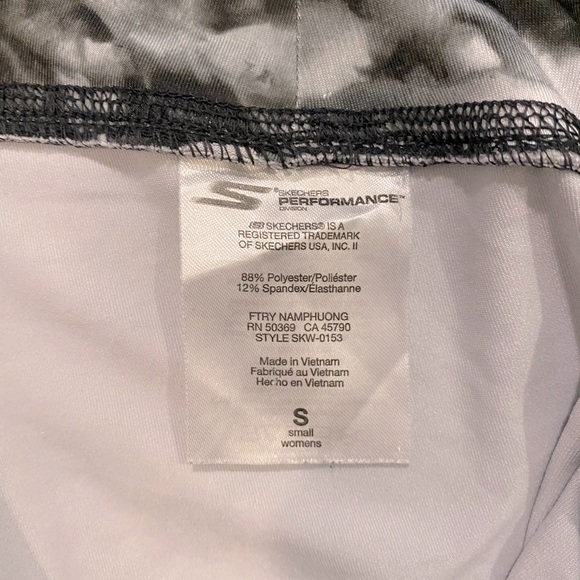 SKECHERS
PERFORMANCE™
DIVISION
S SKECHERS® IS A
REGISTERED TRADEMARK
OF SKECHERS USA, INC. II
88% Polyester/Poliéster
12% Spandex/Élasthanne
FTRY NAMPHUONG
RN 50369 CA 45790
STYLE SKW-0153
Made in Vietnam
Fabriqué au Vietnam
Hecho en Vietnam
S
small
womens